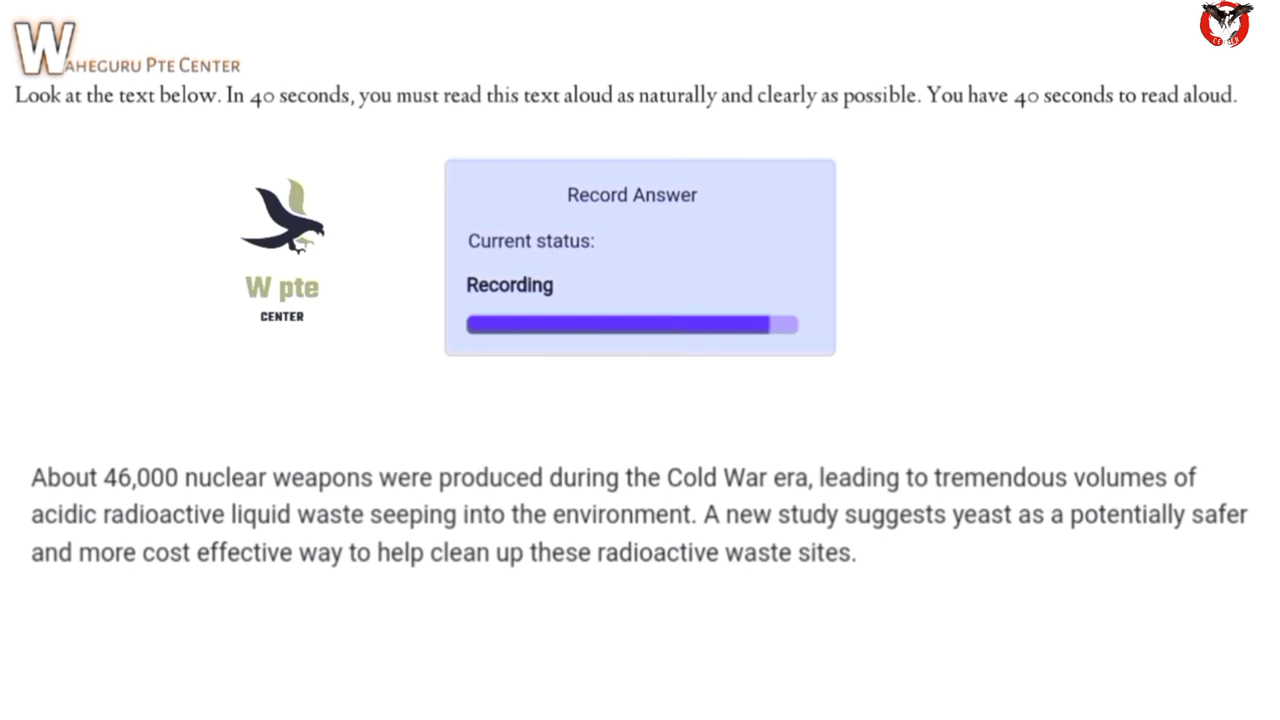 WAHEGURU PTE CENTER
Look at the text below. In 40 seconds, you must read this text aloud as naturally and clearly as possible. You have 40 seconds to read aloud.
Record Answer
Current status:
Recording
W pte
CENTER
About 46,000 nuclear weapons were produced during the Cold War era, leading to tremendous volumes of
acidic radioactive liquid waste seeping into the environment. A new study suggests yeast as a potentially safer
and more cost effective way to help clean up these radioactive waste sites.